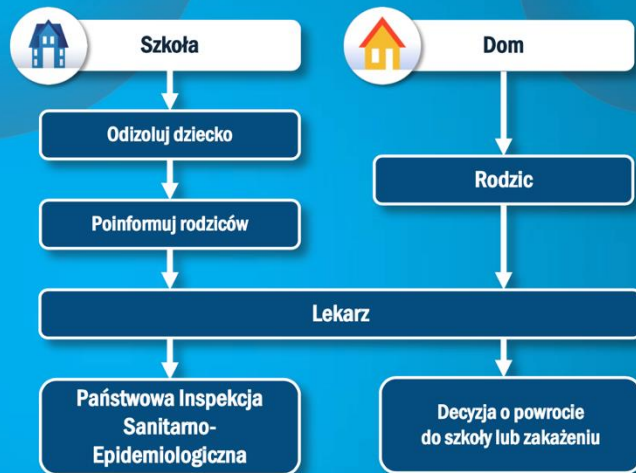 Szkoła
Dom
Odizoluj dziecko
Rodzic
Poinformuj rodziców
Lekarz
Państwowa Inspekcja
Sanitarno-
Epidemiologiczna
Decyzja o powrocie
do szkoły lub zakażeniu